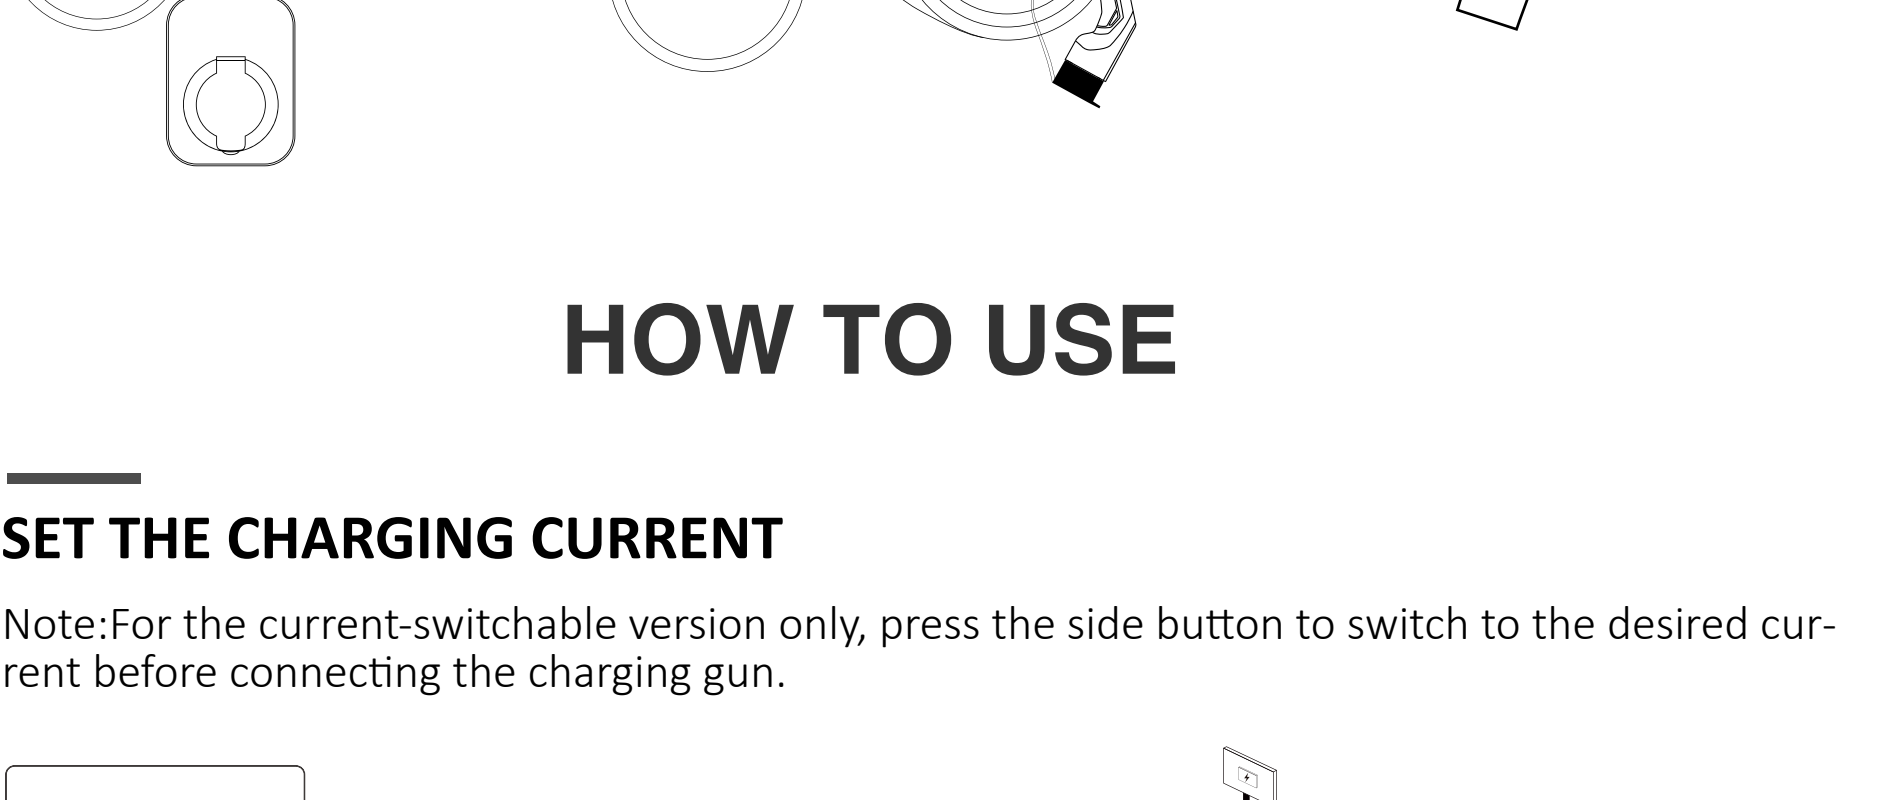 HOW TO USE
SET THE CHARGING CURRENT
Note:For the current-switchable version only, press the side button to switch to the desired cur-
rent before connecting the charging gun.